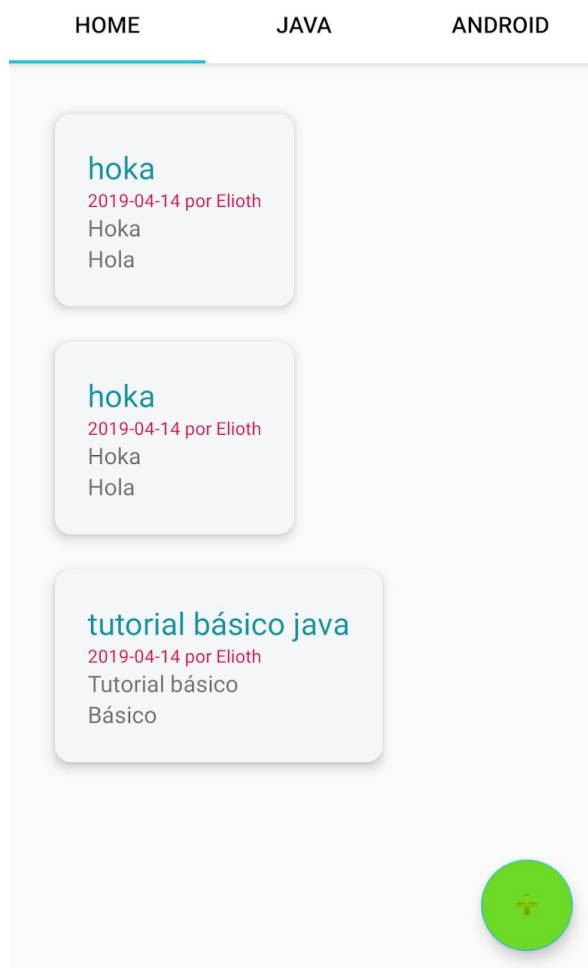 HOME JAVA ANDROID
hoka
2019-04-14 por Elioth
Hoka
Hola
hoka
2019-04-14 por Elioth
Hoka
Hola
tutorial básico java
2019-04-14 por Elioth
Tutorial básico
Básico
+